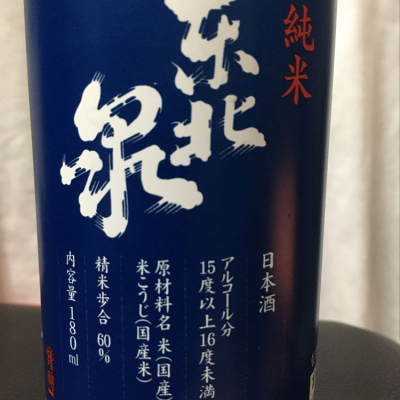 純米
东北泉
日本酒
アルコール分
15度以上16度未満
原材料名 米(国産)
米こうじ(国産米)
精米歩合 60%
内容量 180ml